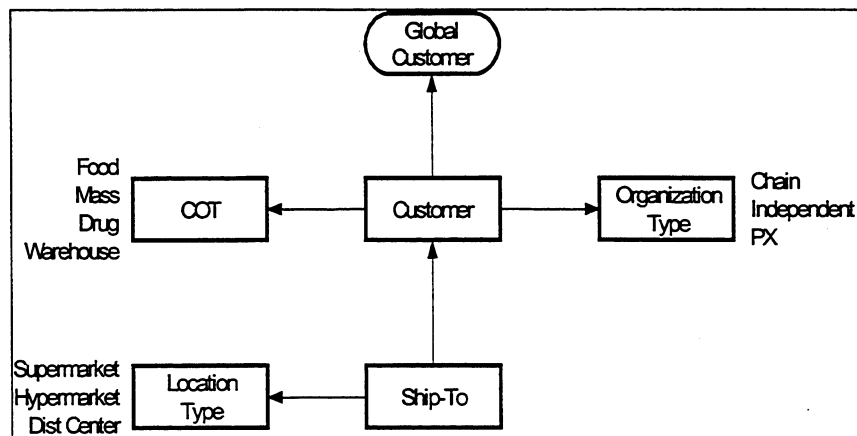 Global
Customer
Food
Mass
Drug
Warehouse
COT
Customer
Organization
Type
Chain
Independent
PX
Supermarket
Hypermarket
Dist Center
Location
Type
Ship-To